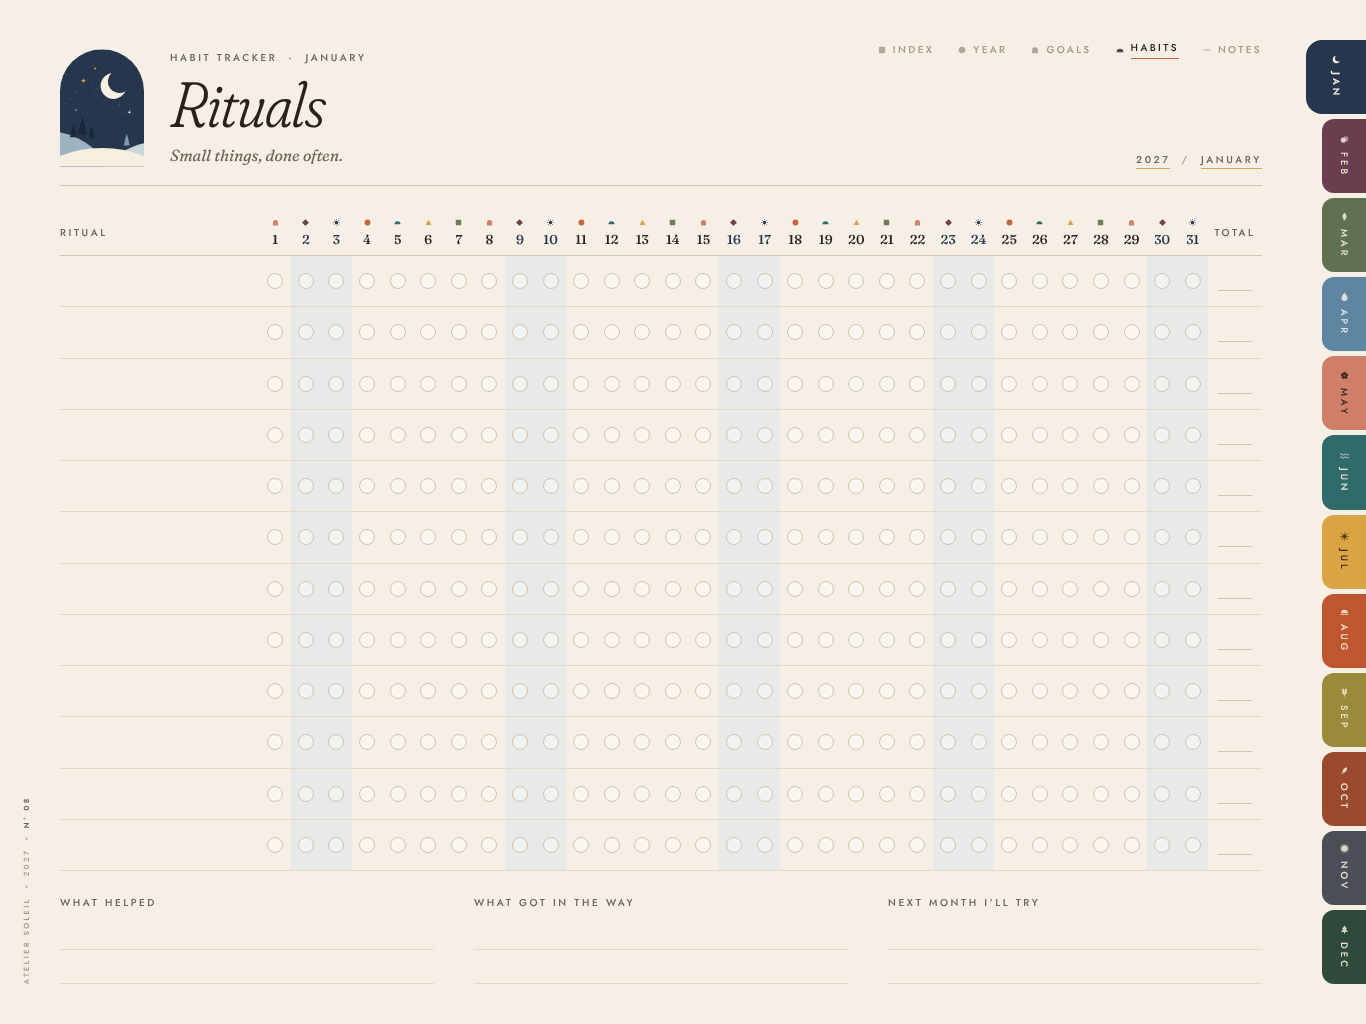 HABIT TRACKER · JANUARY
Rituals
Small things, done often.
INDEX YEAR GOALS HABITS NOTES
2027 / JANUARY
RITUAL 1 2 3 4 5 6 7 8 9 10 11 12 13 14 15 16 17 18 19 20 21 22 23 24 25 26 27 28 29 30 31 TOTAL
WHAT HELPED
WHAT GOT IN THE WAY
NEXT MONTH I'LL TRY
JAN
FEB
MAR
APR
MAY
JUN
JUL
AUG
SEP
OCT
NOV
DEC
ATELIER SOLEIL • 2027 • N° 08